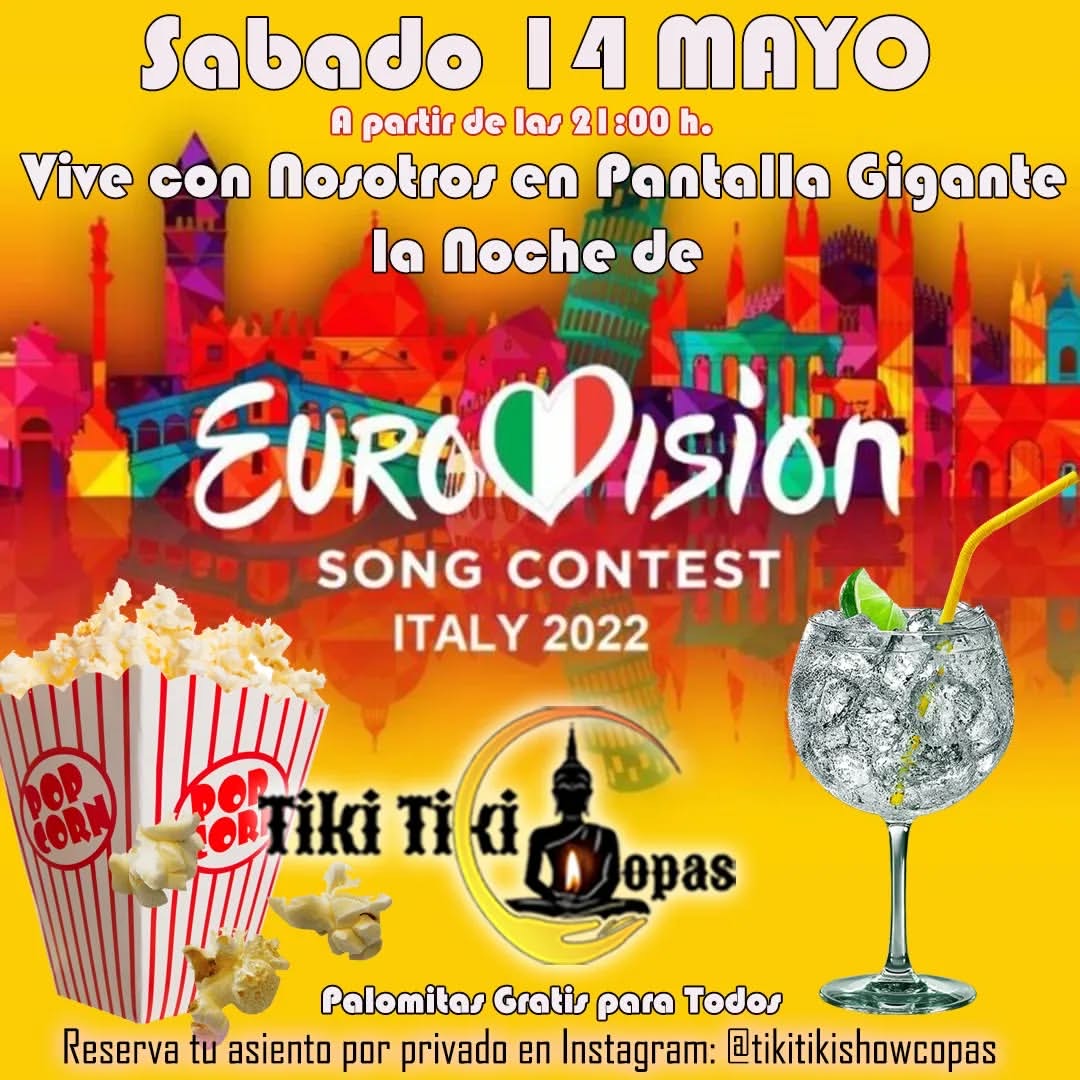 Sabado 14 MAYO
A partir de las 21:00 h.
Vive con Nosotros en Pantalla Gigante
la Noche de
EUROVISION
SONG CONTEST
ITALY 2022
POP CORN
POP CORN
Tiki Tiki Copas
Palomitas Gratis para Todos
Reserva tu asiento por privado en Instagram: @tikitikishowcopas